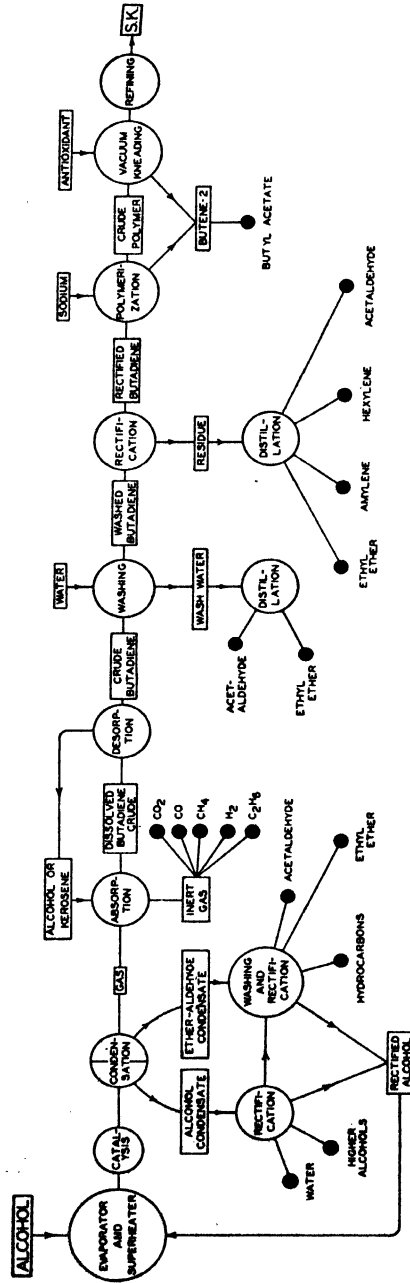 ALCOHOL
EVAPORATOR
AND
SUPERHEATER
CATAL-
YSIS
CONDEN-
SATION
GAS
ALCOHOL OR
KEROSENE
ABSORP-
TION
DISSOLVED
BUTADIENE
CRUDE
DESORP-
TION
CRUDE
BUTADIENE
WATER
WASHING
WASHED
BUTADIENE
RECTIFI-
CATION
RECTIFIED
BUTADIENE
SODIUM
POLYMERI-
ZATION
CRUDE
POLYMER
ANTIOXIDANT
VACUUM
KNEADING
REFINING
S.K.
ALCOHOL
CONDENSATE
ETHER-ALDEHYDE
CONDENSATE
INERT
GAS
CO2
CO
CH4
H2
C2H6
WASH WATER
RESIDUE
BUTENE-2
BUTYL ACETATE
RECTIFI-
CATION
WASHING
AND
RECTIFI-
CATION
WATER
HIGHER
ALCOHOLS
HYDROCARBONS
ETHYL
ETHER
ACETALDEHYDE
DISTIL-
LATION
ACET-
ALDEHYDE
ETHYL
ETHER
DISTIL-
LATION
ETHYL
ETHER
AMYLENE
HEXYLENE
ACETALDEHYDE
RECTIFIED
ALCOHOL